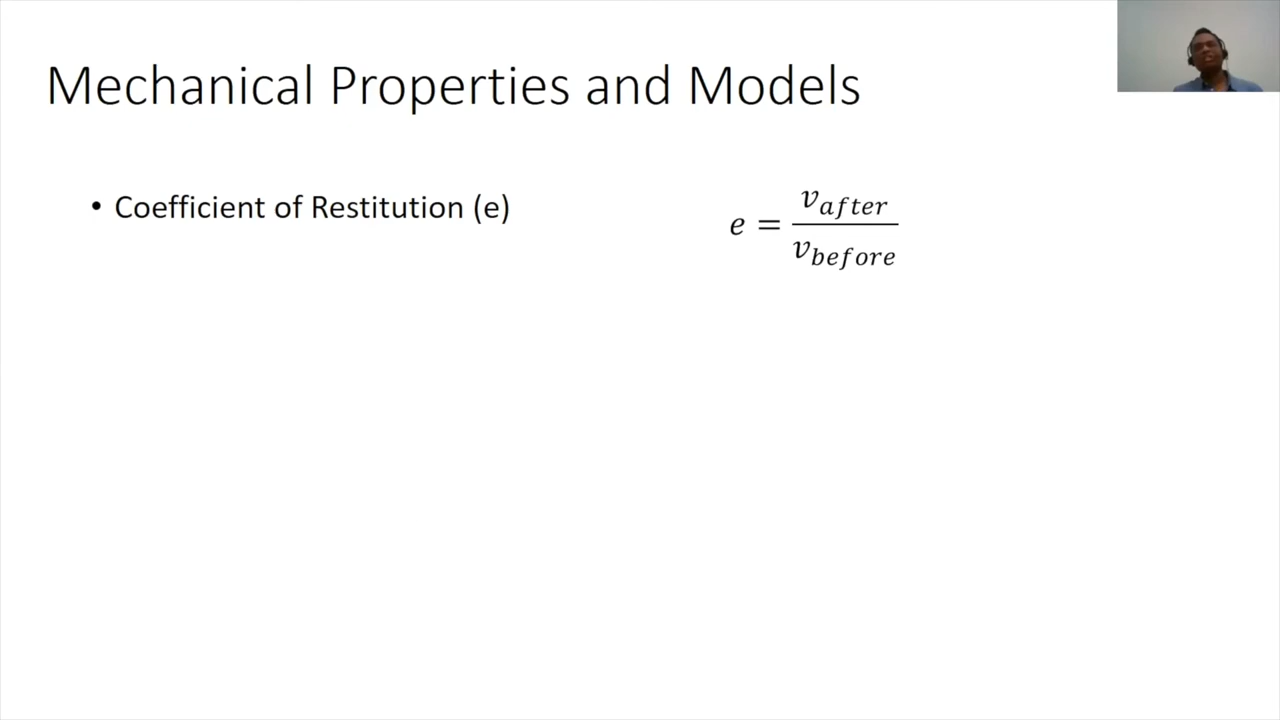 Mechanical Properties and Models
• Coefficient of Restitution (e)
e = v_after / v_before